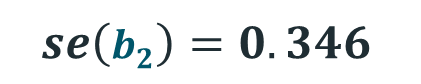 se(b₂) = 0.346